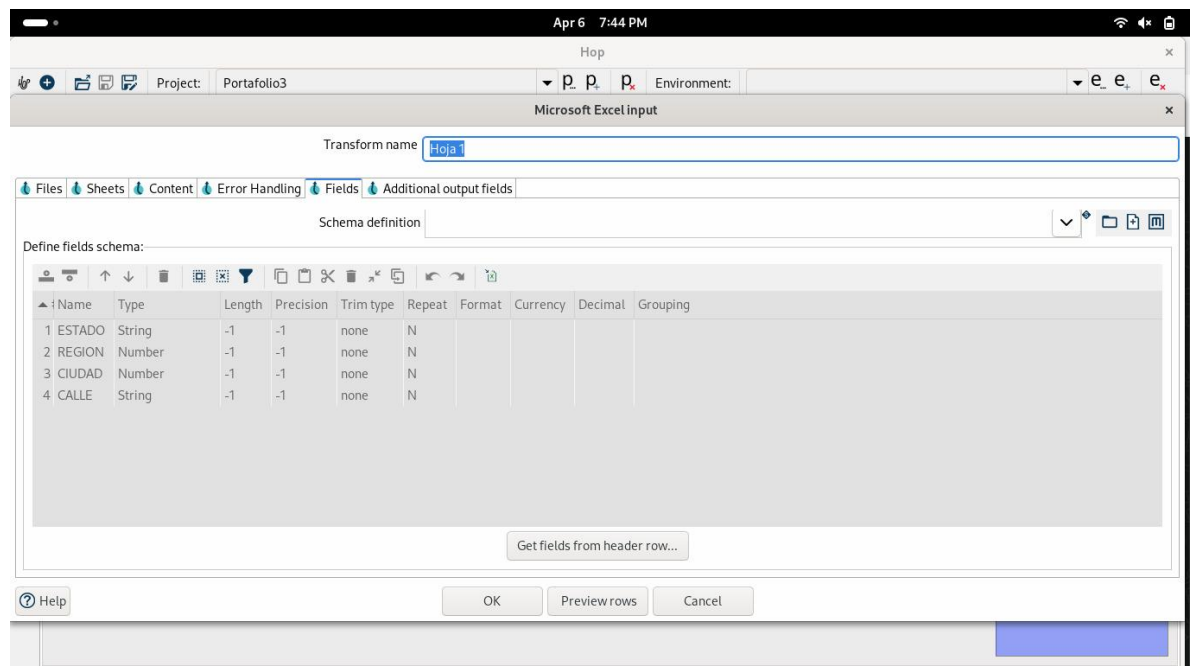 Apr 6 7:44 PM
Hop
Project: Portafolio3 Environment:
Microsoft Excel input
Transform name Hoja 1
Files Sheets Content Error Handling Fields Additional output fields
Schema definition
Define fields schema:
Name Type Length Precision Trim type Repeat Format Currency Decimal Grouping
1 ESTADO String -1 -1 none N
2 REGION Number -1 -1 none N
3 CIUDAD Number -1 -1 none N
4 CALLE String -1 -1 none N
Get fields from header row...
Help OK Preview rows Cancel